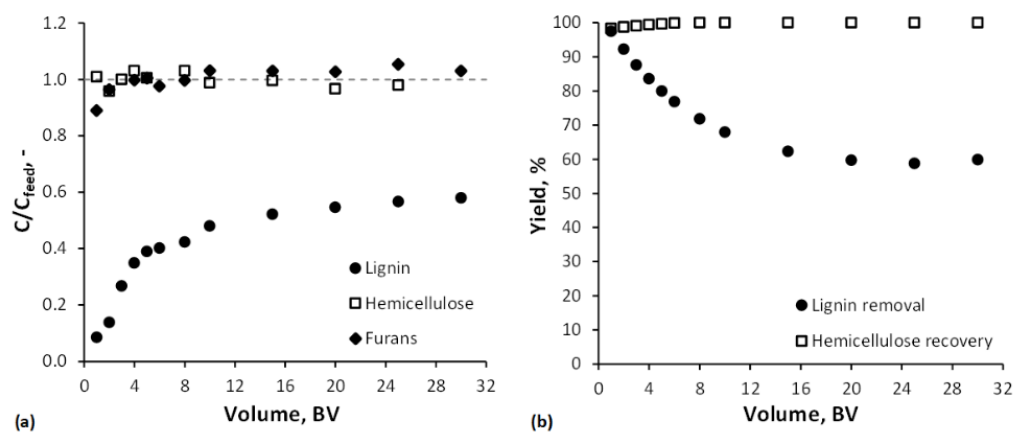 1.2
1.0
0.8
0.6
0.4
0.2
0.0
C/Cfeed, -
Lignin
Hemicellulose
Furans
0 4 8 12 16 20 24 28 32
Volume, BV
(a)
100
90
80
70
60
50
40
30
20
10
0
Yield, %
Lignin removal
Hemicellulose recovery
0 4 8 12 16 20 24 28 32
Volume, BV
(b)